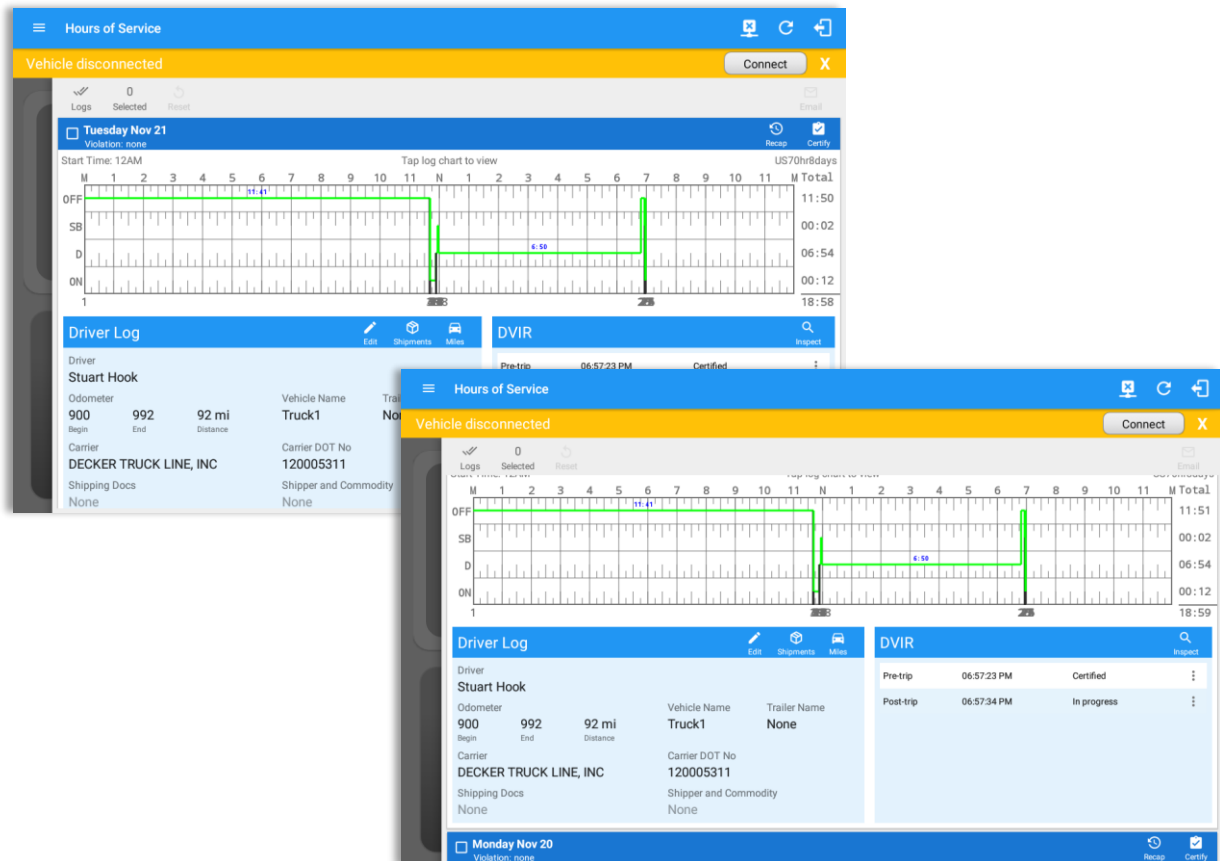 Hours of Service
Vehicle disconnected Connect X
Logs 0 Selected Reset Email
Tuesday Nov 21
Violation: none Recap Certify
Start Time: 12AM Tap log chart to view US70hr8days
M 1 2 3 4 5 6 7 8 9 10 11 N 1 2 3 4 5 6 7 8 9 10 11 M Total
OFF 11:41 11:50
SB 00:02
D 6:50 06:54
ON 00:12
1 18:58
Driver Log Edit Shipments Miles
Driver
Stuart Hook
Odometer Vehicle Name
900 992 92 mi Truck1
Begin End Distance
Carrier Carrier DOT No
DECKER TRUCK LINE, INC 120005311
Shipping Docs Shipper and Commodity
None None
DVIR Inspect
Pre-trip 06:57:23 PM Certified
Hours of Service
Vehicle disconnected Connect X
Logs 0 Selected Reset Email
M 1 2 3 4 5 6 7 8 9 10 11 N 1 2 3 4 5 6 7 8 9 10 11 M Total
OFF 11:41 11:51
SB 00:02
D 6:50 06:54
ON 00:12
1 18:59
Driver Log Edit Shipments Miles
Driver
Stuart Hook
Odometer Vehicle Name Trailer Name
900 992 92 mi Truck1 None
Begin End Distance
Carrier Carrier DOT No
DECKER TRUCK LINE, INC 120005311
Shipping Docs Shipper and Commodity
None None
DVIR Inspect
Pre-trip 06:57:23 PM Certified
Post-trip 06:57:34 PM In progress
Monday Nov 20
Violation: none Recap Certify